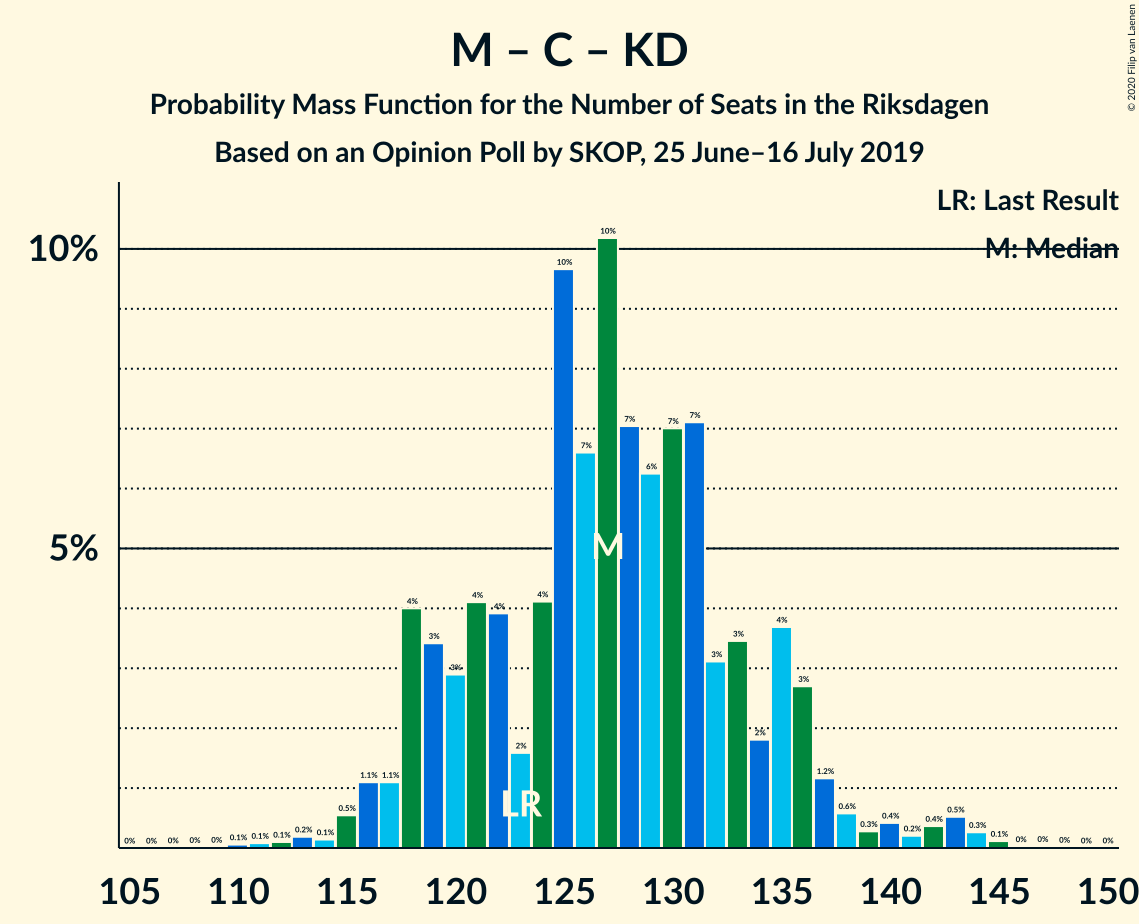 M – C – KD
Probability Mass Function for the Number of Seats in the Riksdagen
Based on an Opinion Poll by SKOP, 25 June–16 July 2019
© 2020 Filip van Laenen
LR: Last Result
M: Median
10%
5%
0% 0% 0% 0% 0% 0.1% 0.1% 0.1% 0.2% 0.1% 0.5% 1.1% 1.1% 4% 3% 3% 4% 4% 2% 4% 10% 7% 10% 7% 6% 7% 7% 3% 3% 2% 4% 3% 1.2% 0.6% 0.3% 0.4% 0.2% 0.4% 0.5% 0.3% 0.1% 0% 0% 0% 0% 0%
M
LR
105 110 115 120 125 130 135 140 145 150